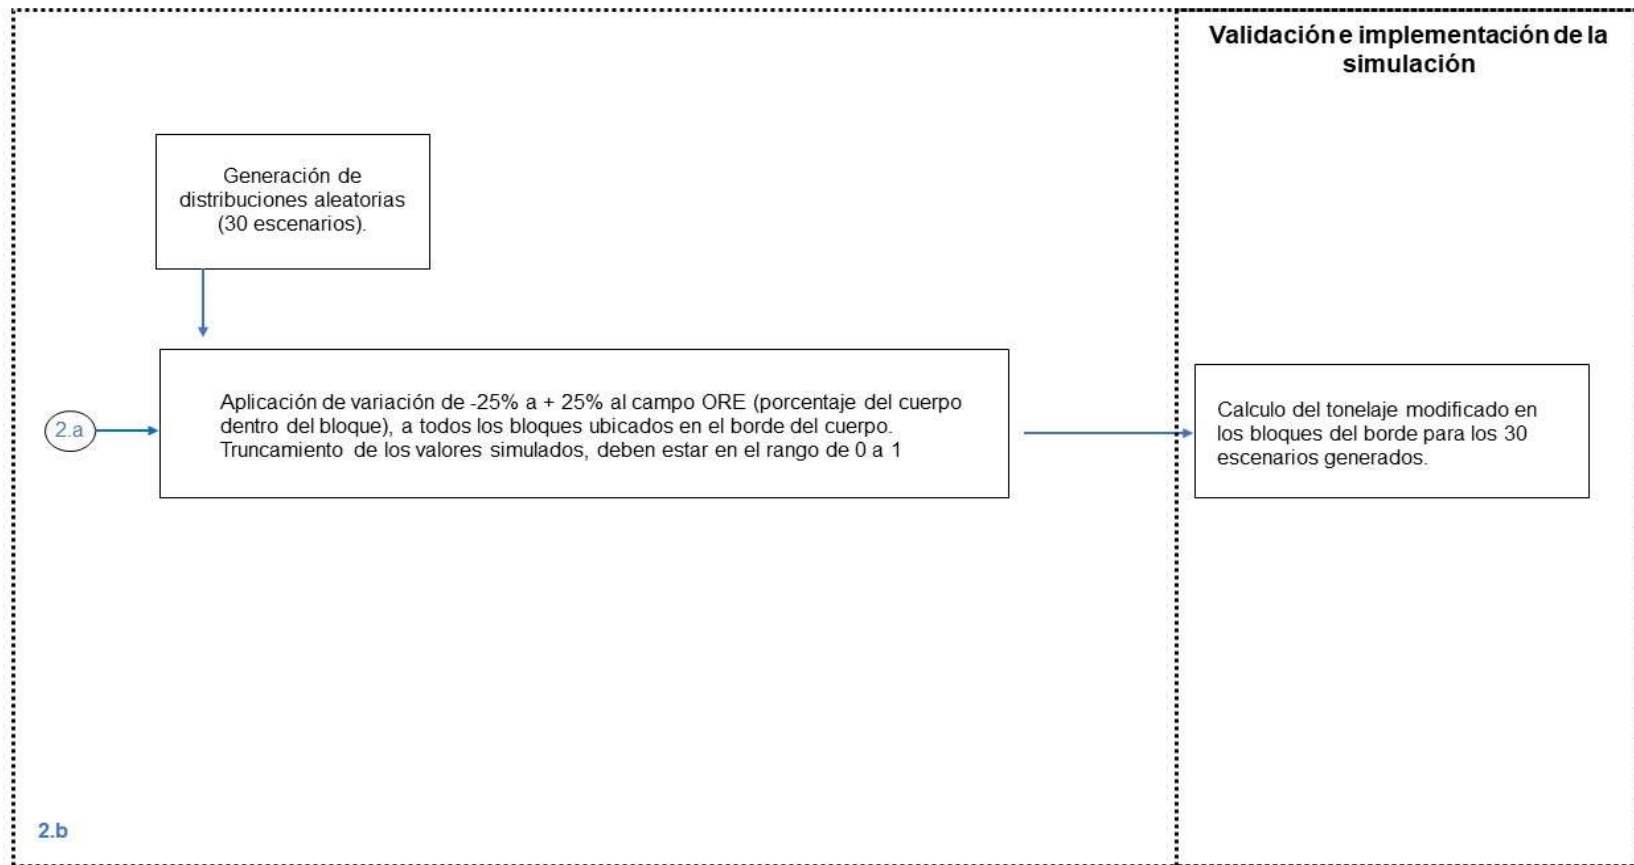 Validación e implementación de la
simulación
Generación de
distribuciones aleatorias
(30 escenarios).
2.a
Aplicación de variación de -25% a + 25% al campo ORE (porcentaje del cuerpo
dentro del bloque), a todos los bloques ubicados en el borde del cuerpo.
Truncamiento de los valores simulados, deben estar en el rango de 0 a 1
Calculo del tonelaje modificado en
los bloques del borde para los 30
escenarios generados.
2.b